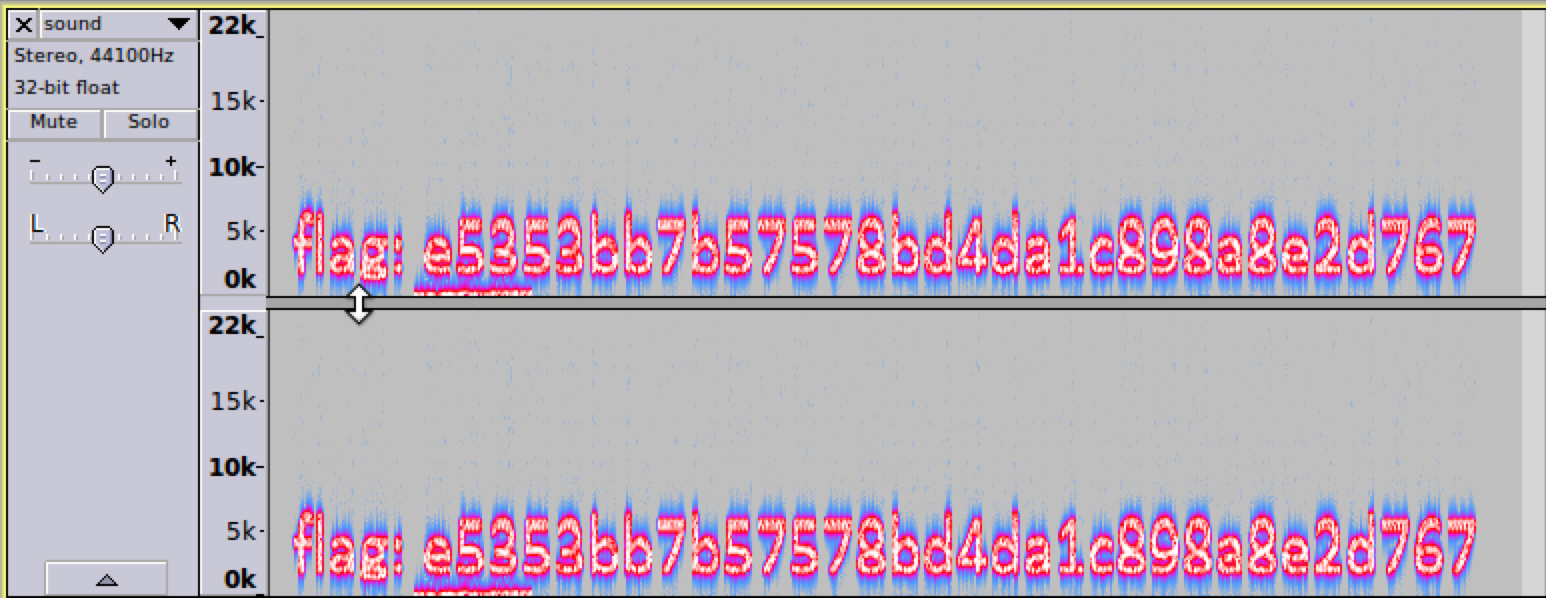 sound
Stereo, 44100Hz
32-bit float
Mute Solo
- +
L R
22k
15k
10k
5k
0k
flag: e5353bb7b57578bd4da1c898a8e2d767
22k
15k
10k
5k
0k
flag: e5353bb7b57578bd4da1c898a8e2d767